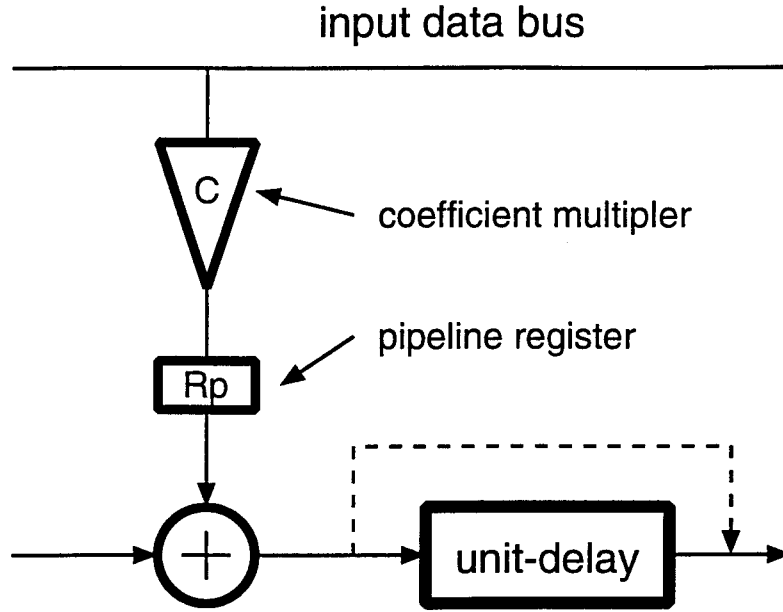 input data bus
C
coefficient multipler
pipeline register
Rp
unit-delay